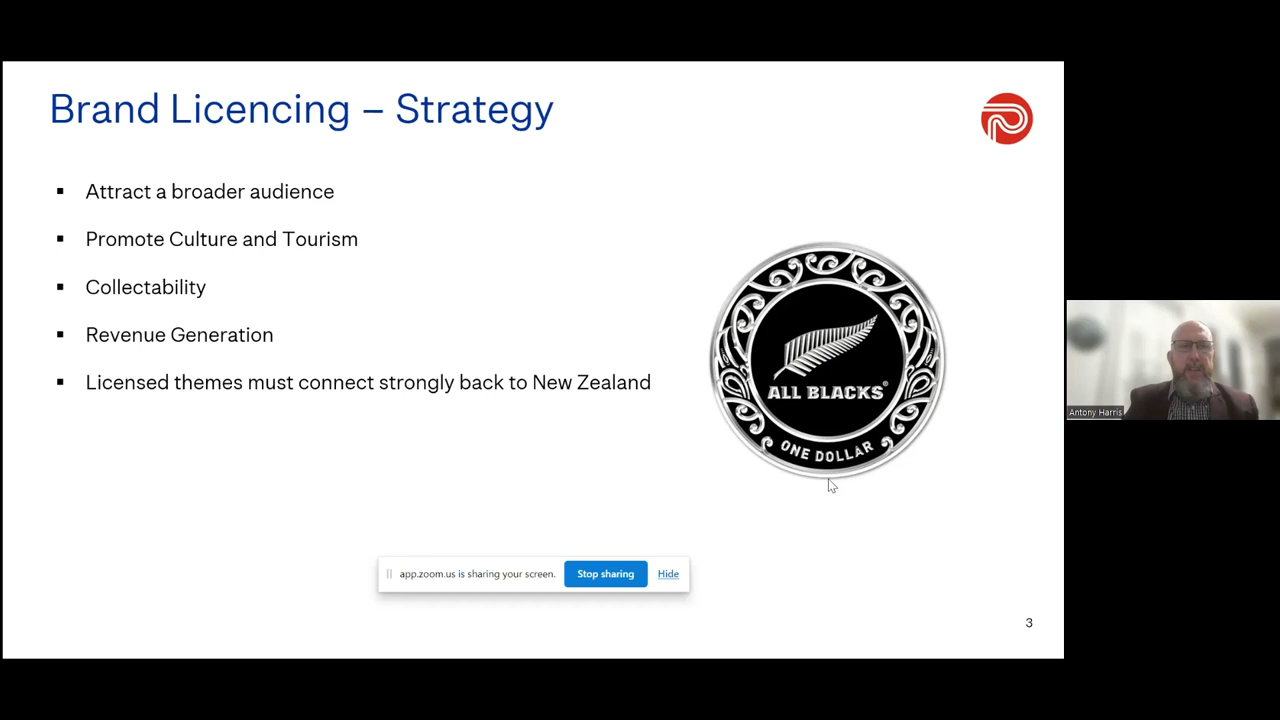 Brand Licencing – Strategy
▪ Attract a broader audience
▪ Promote Culture and Tourism
▪ Collectability
▪ Revenue Generation
▪ Licensed themes must connect strongly back to New Zealand
ALL BLACKS®
ONE DOLLAR
Antony Harris
app.zoom.us is sharing your screen. Stop sharing Hide
3